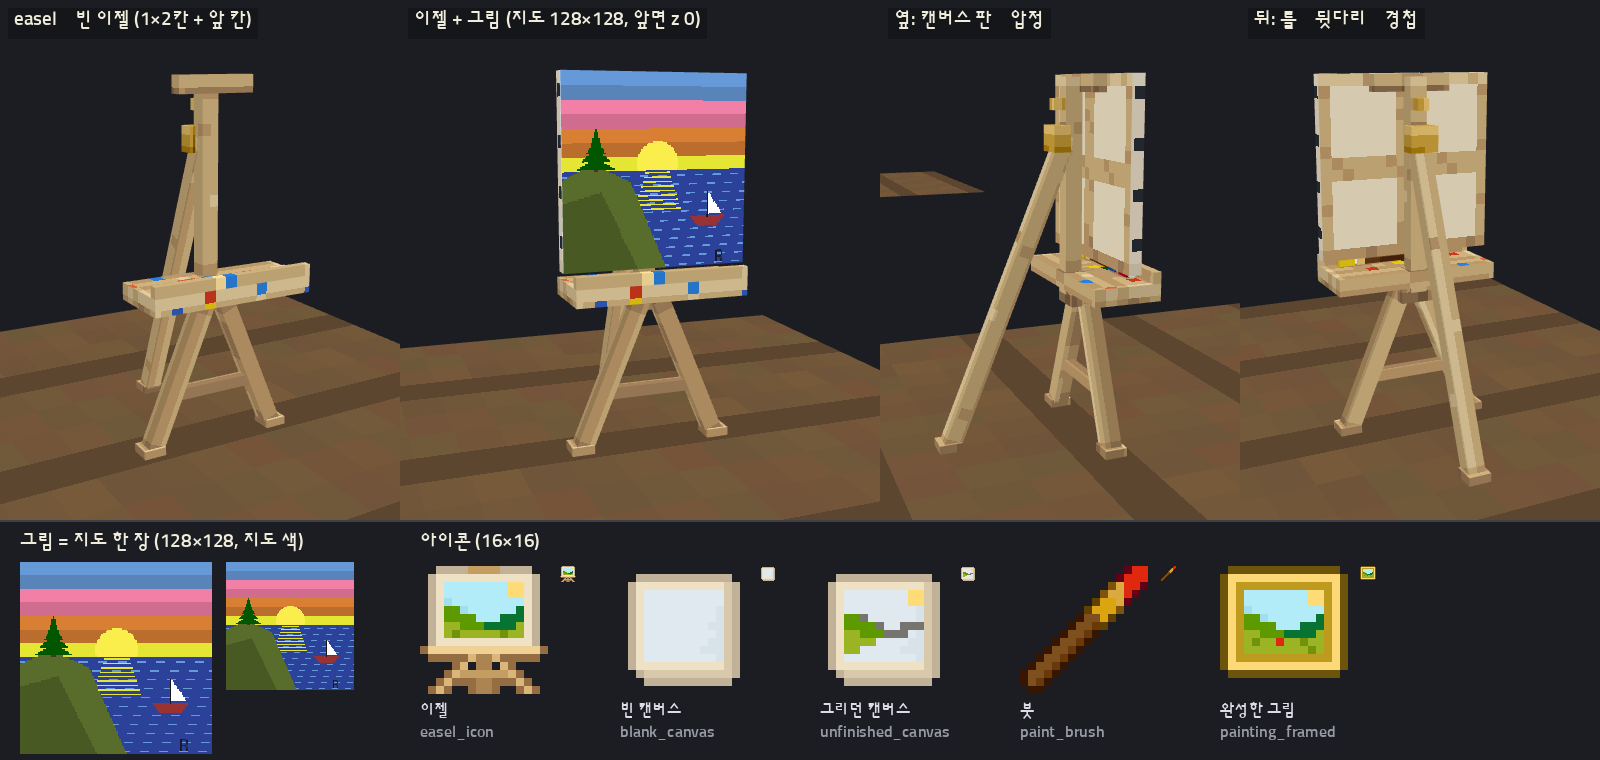 easel 빈 이젤 (1×2칸 + 앞 칸)
이젤 + 그림 (지도 128×128, 앞면 z 0)
옆: 캔버스 판 압정
뒤: 틀 뒷다리 경첩
R
그림 = 지도 한 장 (128×128, 지도 색)
R
R
아이콘 (16×16)
이젤
easel_icon
빈 캔버스
blank_canvas
그리던 캔버스
unfinished_canvas
붓
paint_brush
완성한 그림
painting_framed